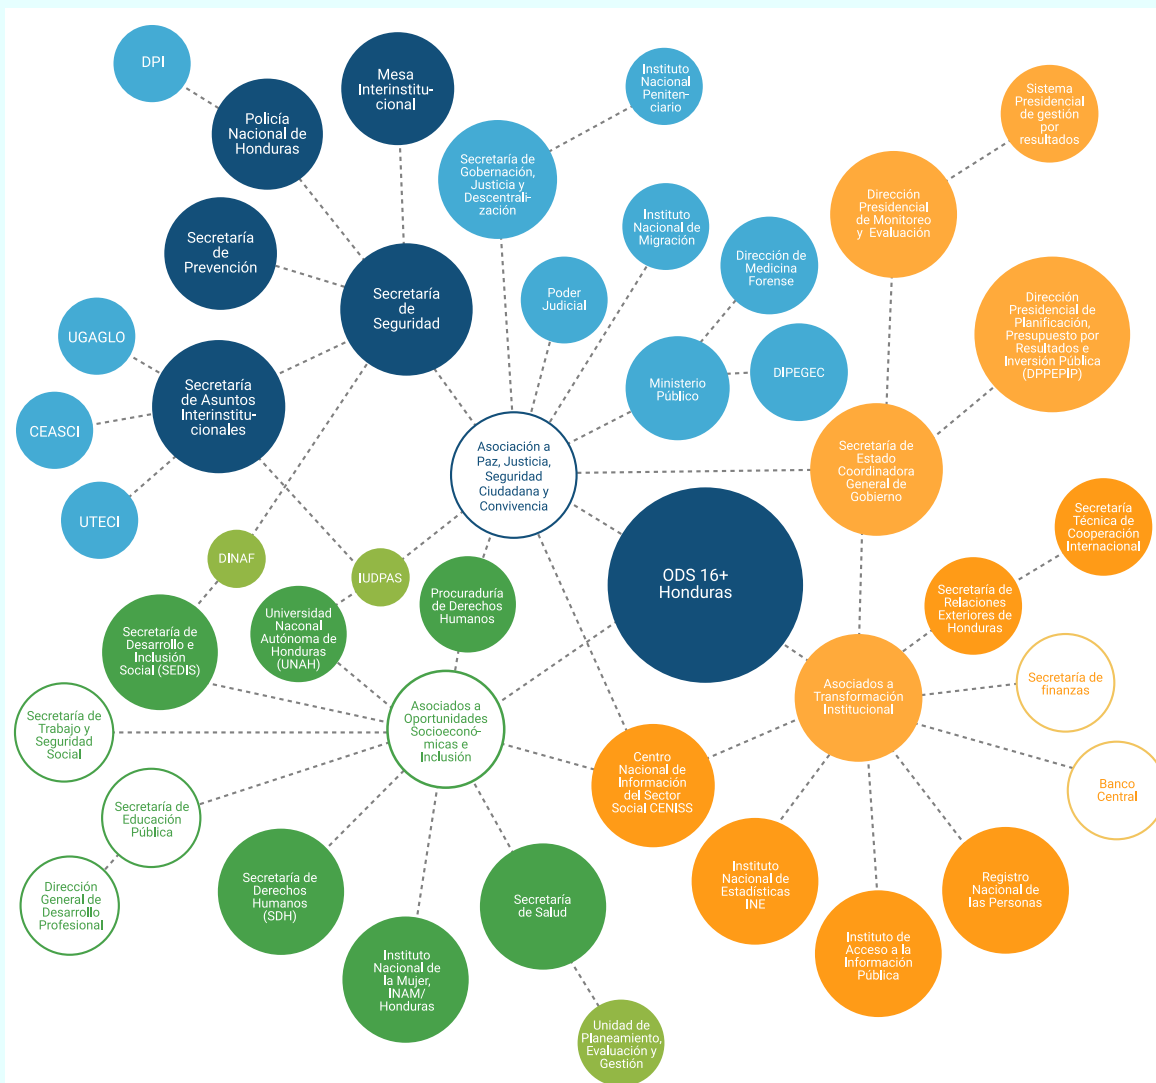 DPI
Policía
Nacional de
Honduras
Mesa
Interinstitu-
cional
Instituto
Nacional
Peniten-
ciario
Sistema
Presidencial
de gestión
por
resultados
Secretaría de
Gobernación,
Justicia y
Descentrali-
zación
Dirección
Presidencial
de Monitoreo
y Evaluación
Secretaría
de
Prevención
Instituto
Nacional de
Migración
Dirección de
Medicina
Forense
Secretaría
de
Seguridad
Poder
Judicial
Dirección
Presidencial de
Planificación,
Presupuesto por
Resultados e
Inversión Pública
(DPPEPIP)
UGAGLO
Secretaría
de Asuntos
Interinstitu-
cionales
Ministerio
Público
DIPEGEC
CEASCI
Asociación a
Paz, Justicia,
Seguridad
Ciudadana y
Convivencia
Secretaría de
Estado
Coordinadora
General de
Gobierno
UTECI
Secretaría
Técnica de
Cooperación
Internacional
DINAF
IUDPAS
ODS 16+
Honduras
Procuraduría
de Derechos
Humanos
Secretaría de
Relaciones
Exteriores de
Honduras
Universidad
Naconal
Autónoma de
Honduras
(UNAH)
Secretaría de
Desarrollo e
Inclusión
Social (SEDIS)
Asociados a
Transformación
Institucional
Secretaría de
finanzas
Secretaría de
Trabajo y
Seguridad
Social
Asociados a
Oportunidades
Socioeconó-
micas e
Inclusión
Centro
Nacional de
Información
del Sector
Social CENISS
Banco
Central
Secretaría de
Educación
Pública
Dirección
General de
Desarrollo
Profesional
Secretaría de
Derechos
Humanos
(SDH)
Secretaría
de Salud
Instituto
Nacional de
Estadísticas
INE
Registro
Nacional de
las Personas
Instituto
Nacional de
la Mujer,
INAM/
Honduras
Instituto de
Acceso a la
Información
Pública
Unidad de
Planeamiento,
Evaluación y
Gestión